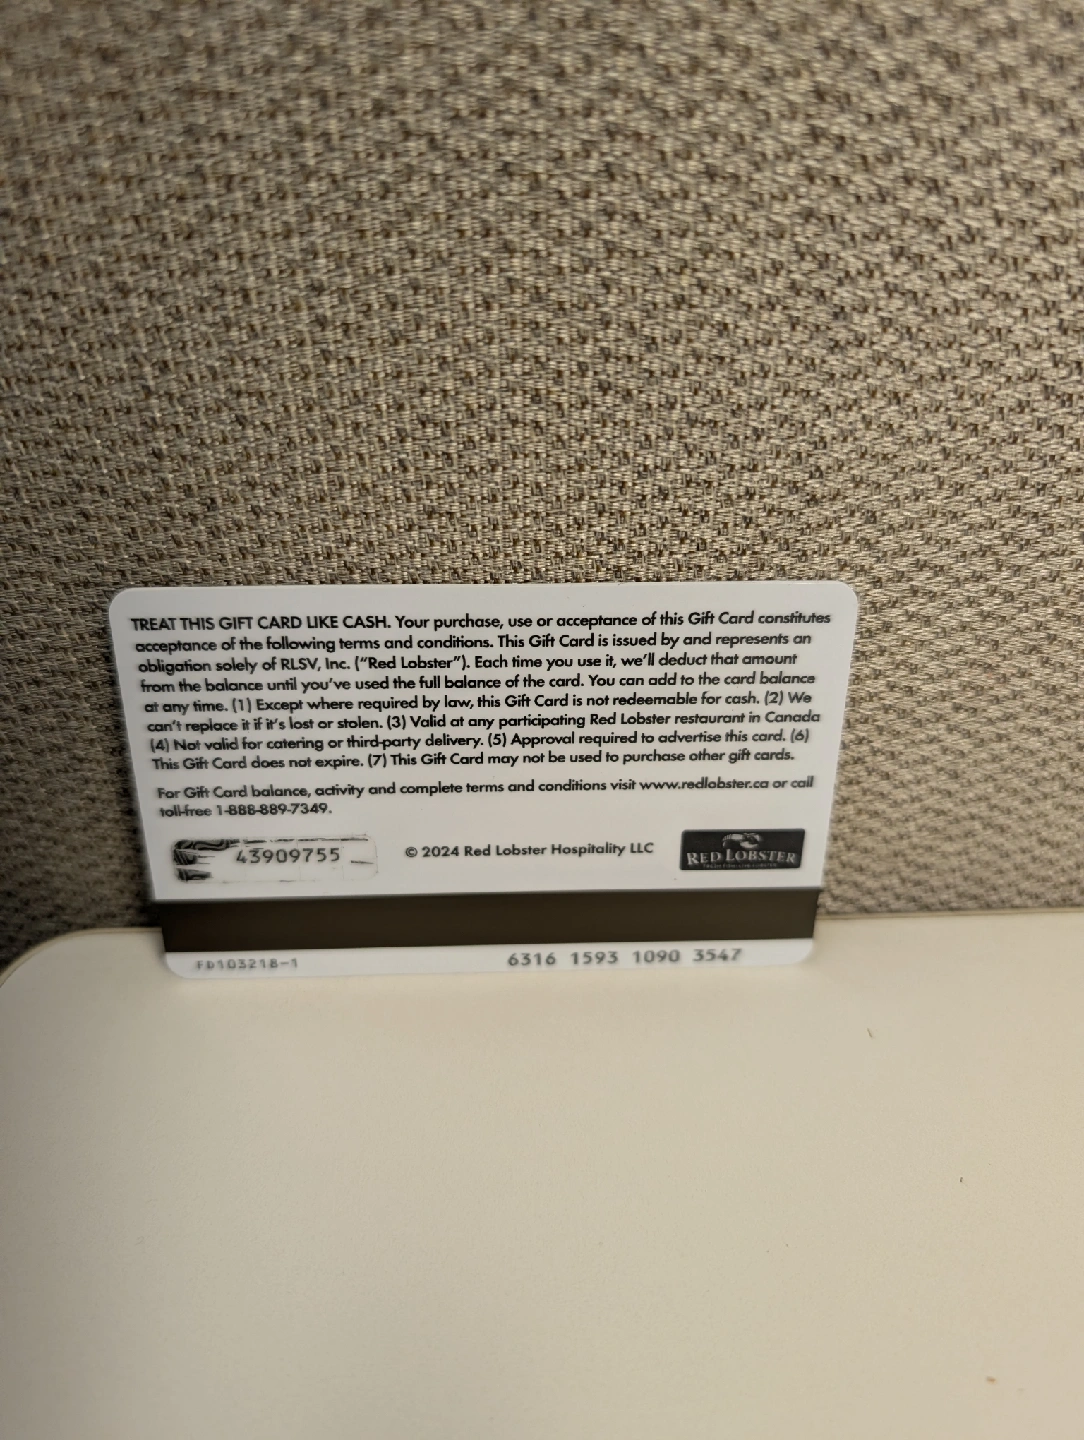 TREAT THIS GIFT CARD LIKE CASH. Your purchase, use or acceptance of this Gift Card constitutes
acceptance of the following terms and conditions. This Gift Card is issued by and represents an
obligation solely of RLSV, Inc. (“Red Lobster”). Each time you use it, we’ll deduct that amount
from the balance until you’ve used the full balance of the card. You can add to the card balance
at any time. (1) Except where required by law, this Gift Card is not redeemable for cash. (2) We
can’t replace it if it’s lost or stolen. (3) Valid at any participating Red Lobster restaurant in Canada
(4) Not valid for catering or third-party delivery. (5) Approval required to advertise this card. (6)
This Gift Card does not expire. (7) This Gift Card may not be used to purchase other gift cards.
For Gift Card balance, activity and complete terms and conditions visit www.redlobster.ca or call
toll-free 1-888-889-7349.
43909755 © 2024 Red Lobster Hospitality LLC RED LOBSTER
FD103218-1 6316 1593 1090 3547